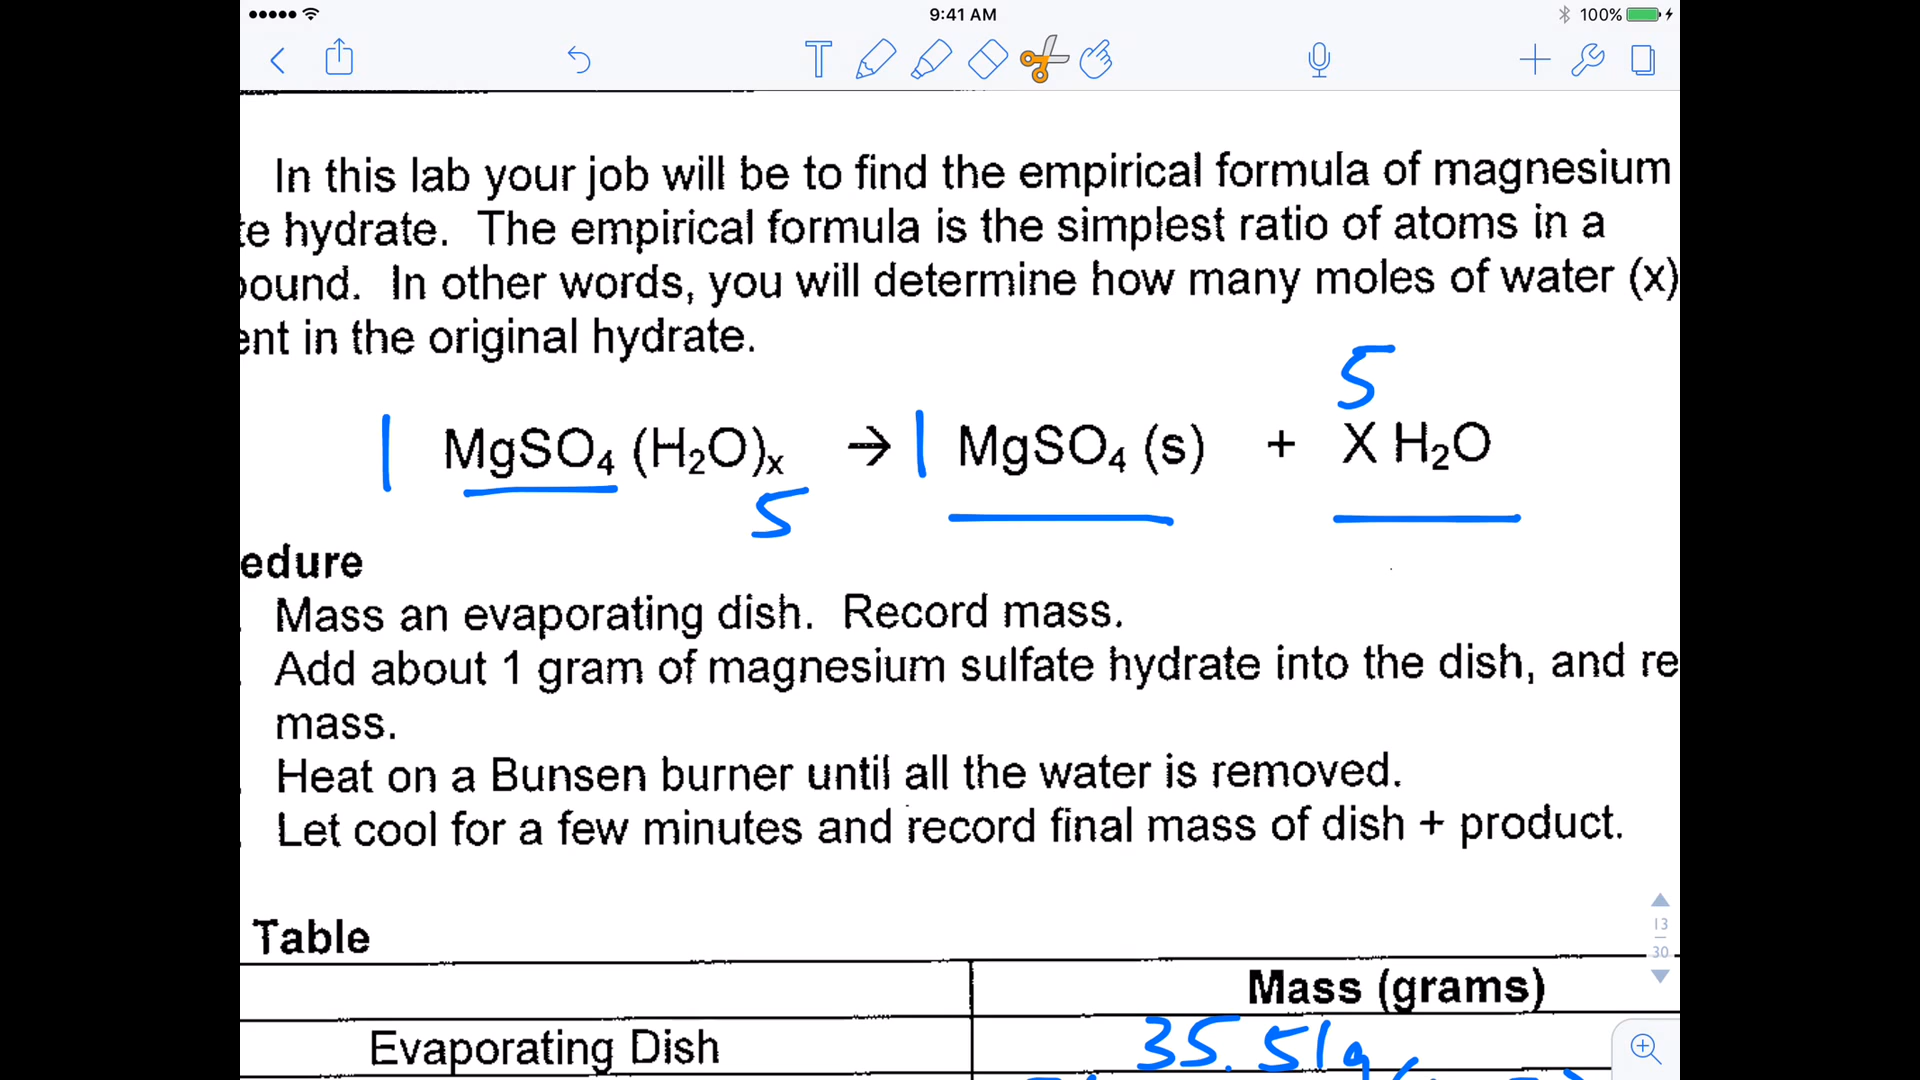 9:41 AM
100%
In this lab your job will be to find the empirical formula of magnesium
te hydrate. The empirical formula is the simplest ratio of atoms in a
ound. In other words, you will determine how many moles of water (x)
ent in the original hydrate.
5
1 MgSO₄ (H₂O)ₓ → 1 MgSO₄ (s) + X H₂O
5
edure
Mass an evaporating dish. Record mass.
Add about 1 gram of magnesium sulfate hydrate into the dish, and re
mass.
Heat on a Bunsen burner until all the water is removed.
Let cool for a few minutes and record final mass of dish + product.
13
30
Table
Mass (grams)
Evaporating Dish 35.51g